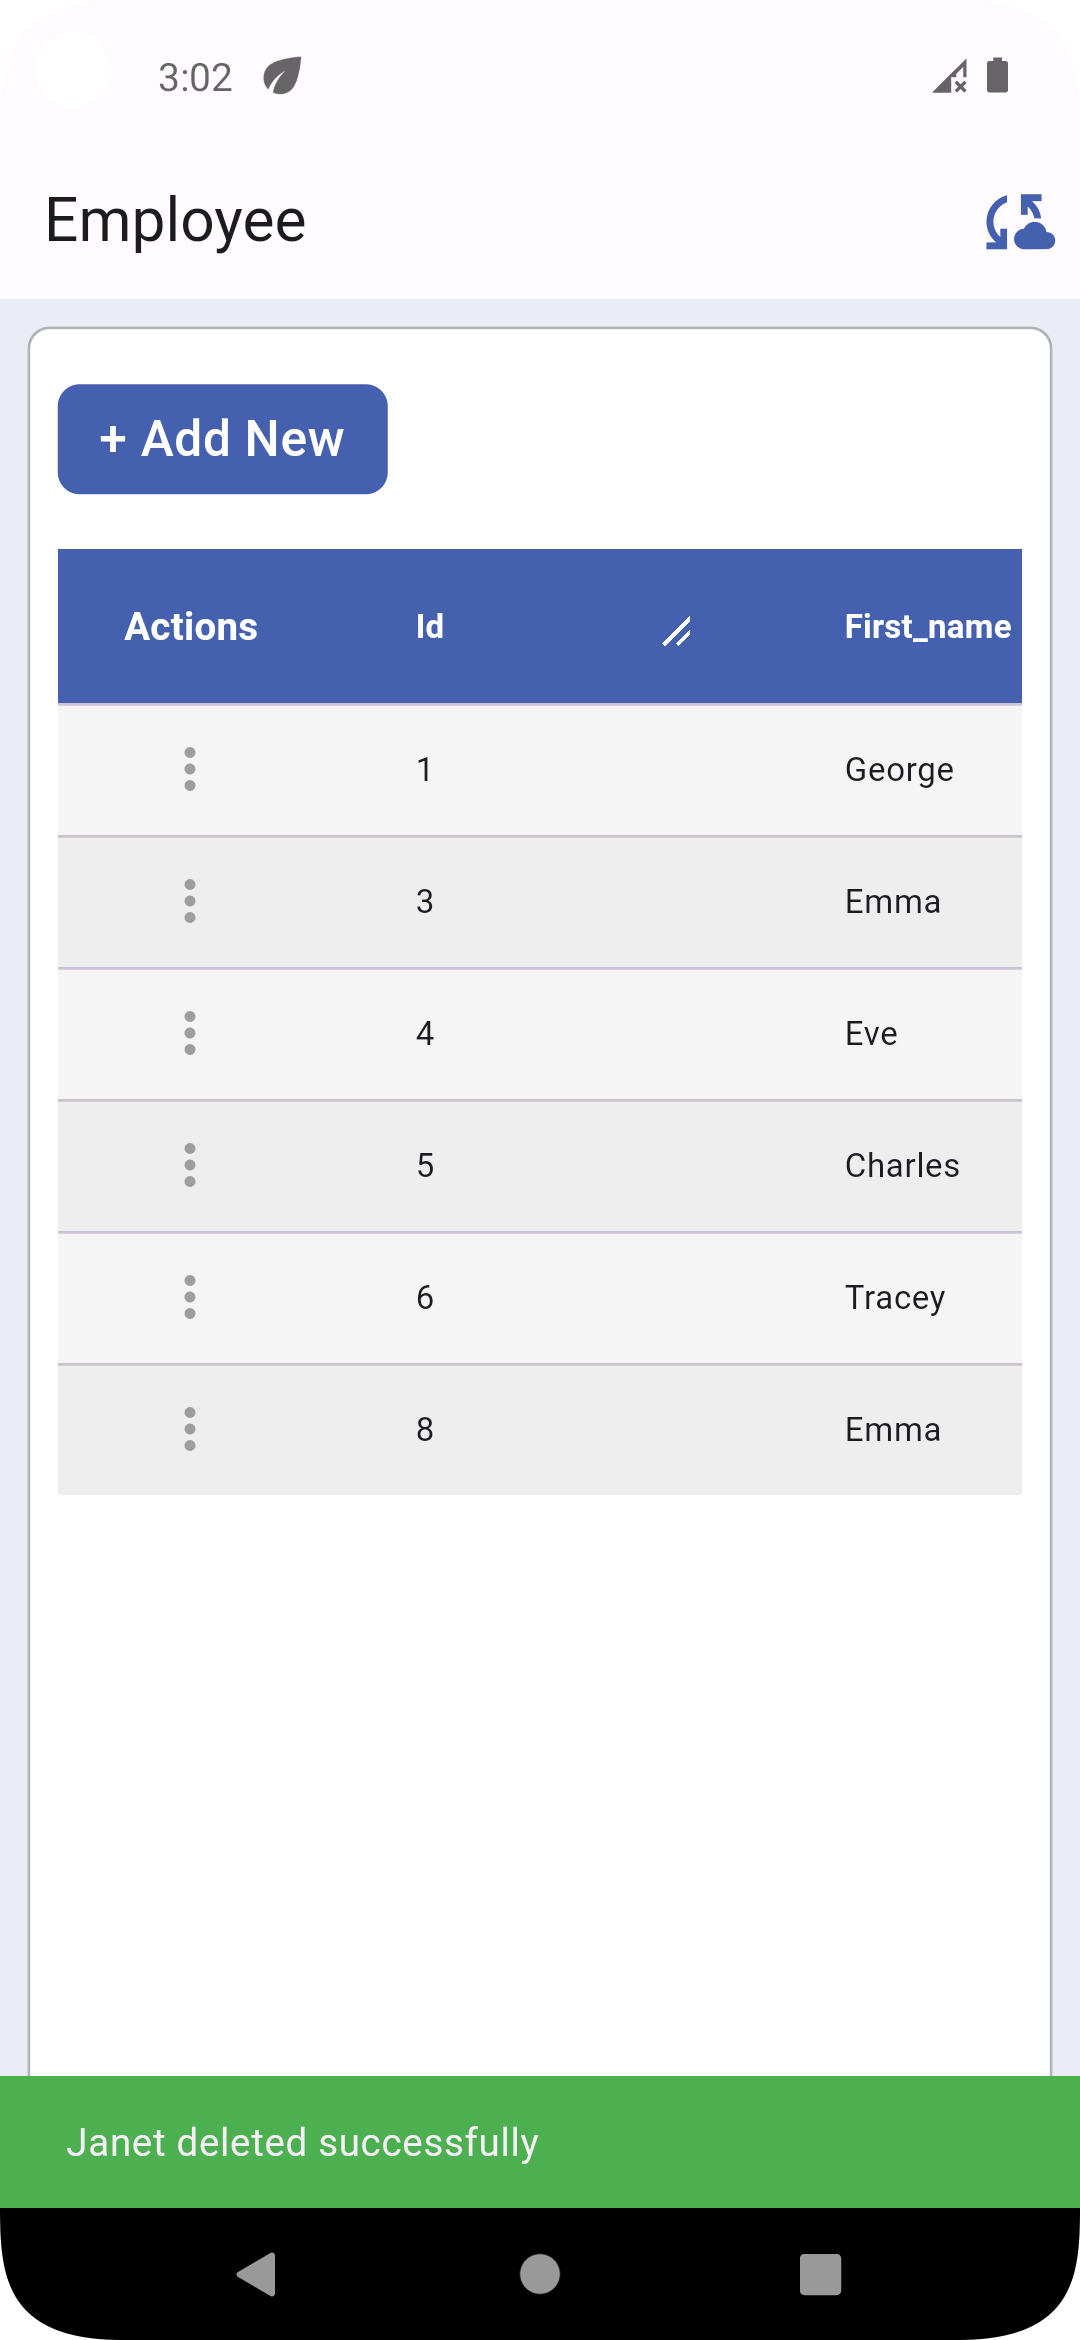 3:02
Employee
+ Add New
Actions Id First_name
1 George
3 Emma
4 Eve
5 Charles
6 Tracey
8 Emma
Janet deleted successfully